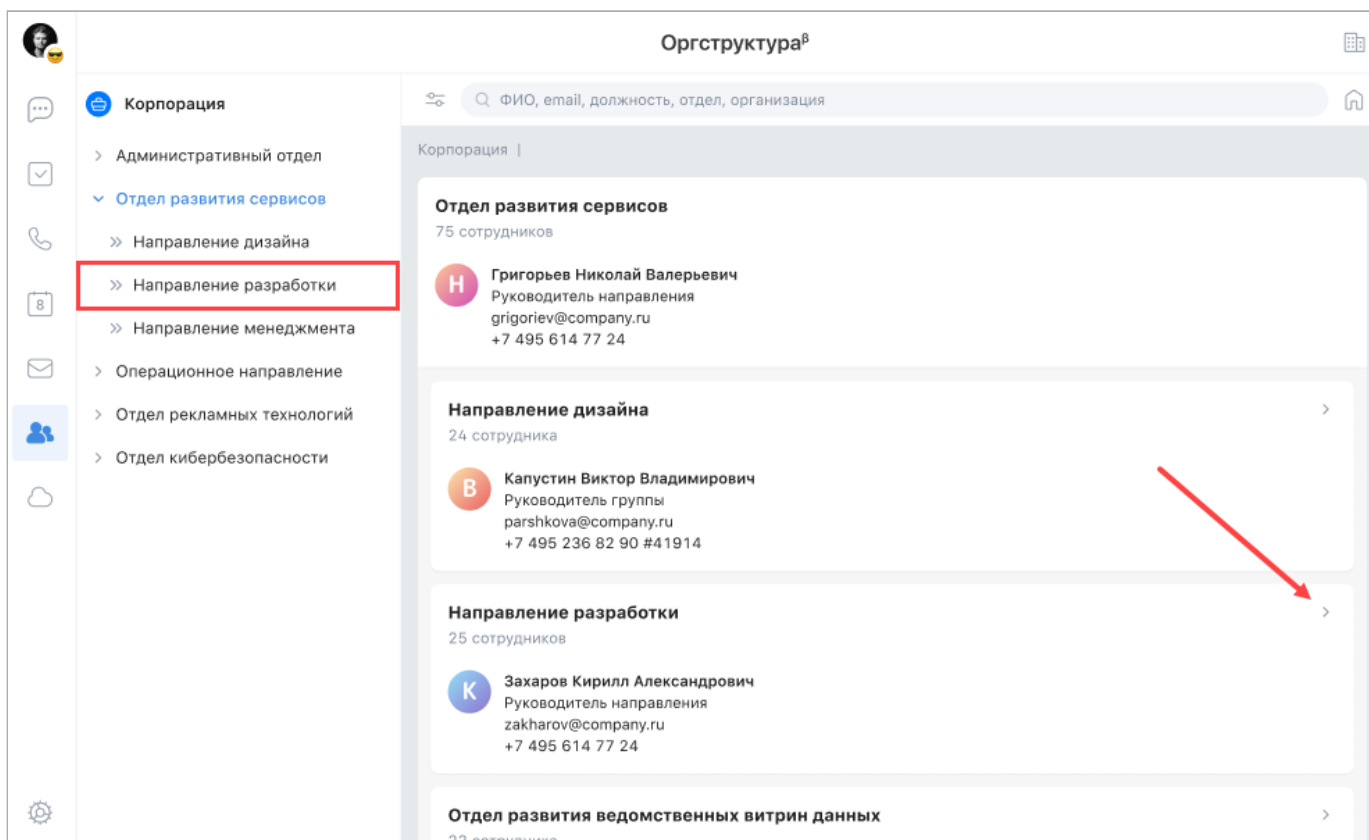 Оргструктураᵝ
Корпорация
Административный отдел
Отдел развития сервисов
Направление дизайна
Направление разработки
Направление менеджмента
Операционное направление
Отдел рекламных технологий
Отдел кибербезопасности
8
ФИО, email, должность, отдел, организация
Корпорация |
Отдел развития сервисов
75 сотрудников
Н
Григорьев Николай Валерьевич
Руководитель направления
grigoriev@company.ru
+7 495 614 77 24
Направление дизайна
24 сотрудника
В
Капустин Виктор Владимирович
Руководитель группы
parshkova@company.ru
+7 495 236 82 90 #41914
Направление разработки
25 сотрудников
К
Захаров Кирилл Александрович
Руководитель направления
zakharov@company.ru
+7 495 614 77 24
Отдел развития ведомственных витрин данных